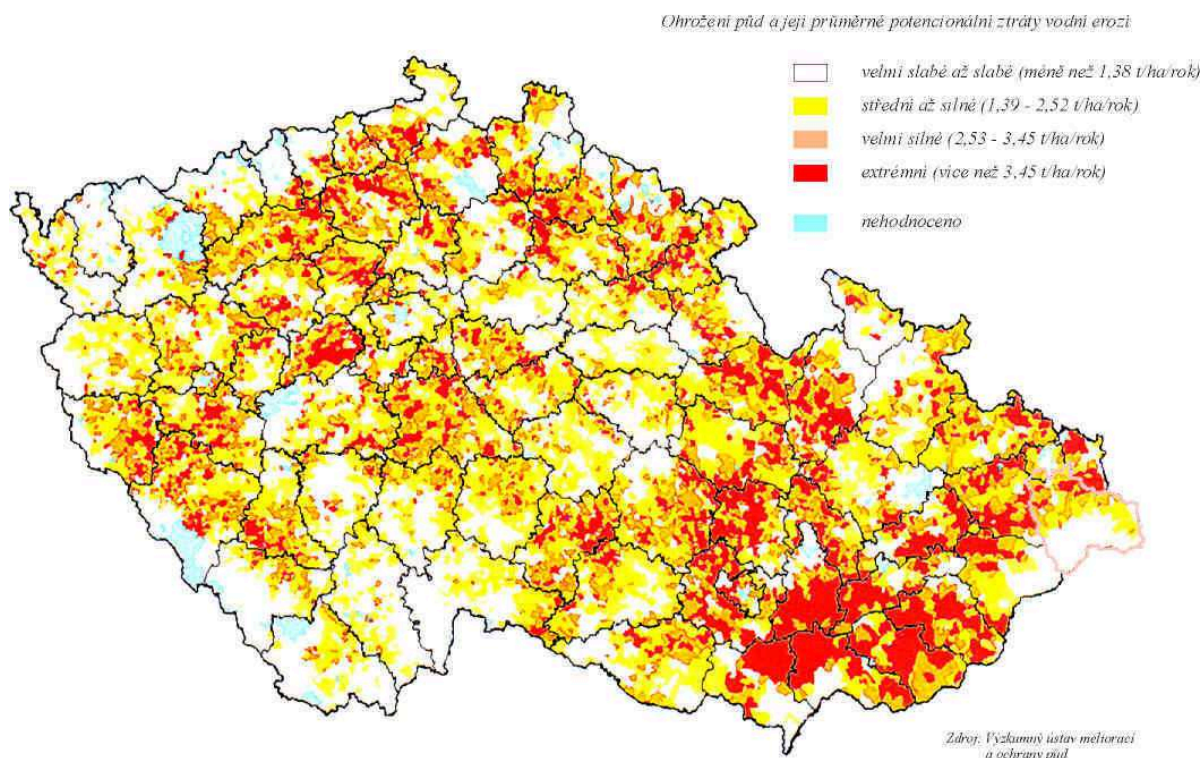 Ohrožení půd a její průměrné potencionální ztráty vodní erozí:
velmi slabé až slabé (méně než 1,38 t/ha/rok)
střední až silné (1,39 - 2,52 t/ha/rok)
velmi silné (2,53 - 3,45 t/ha/rok)
extrémní (více než 3,45 t/ha/rok)
nehodnoceno
Zdroj: Výzkumný ústav meliorací
a ochrany půd